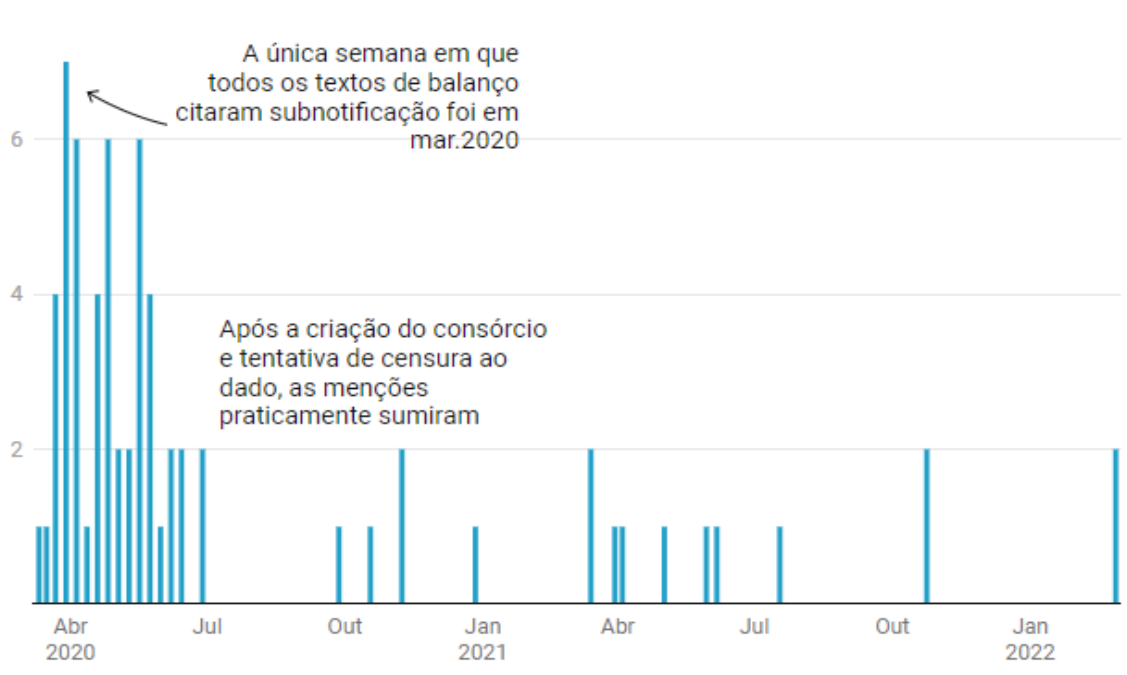 A única semana em que
todos os textos de balanço
citaram subnotificação foi em
mar.2020
6
4
Após a criação do consórcio
e tentativa de censura ao
dado, as menções
praticamente sumiram
2
Abr Jul Out Jan Abr Jul Out Jan
2020 2021 2022